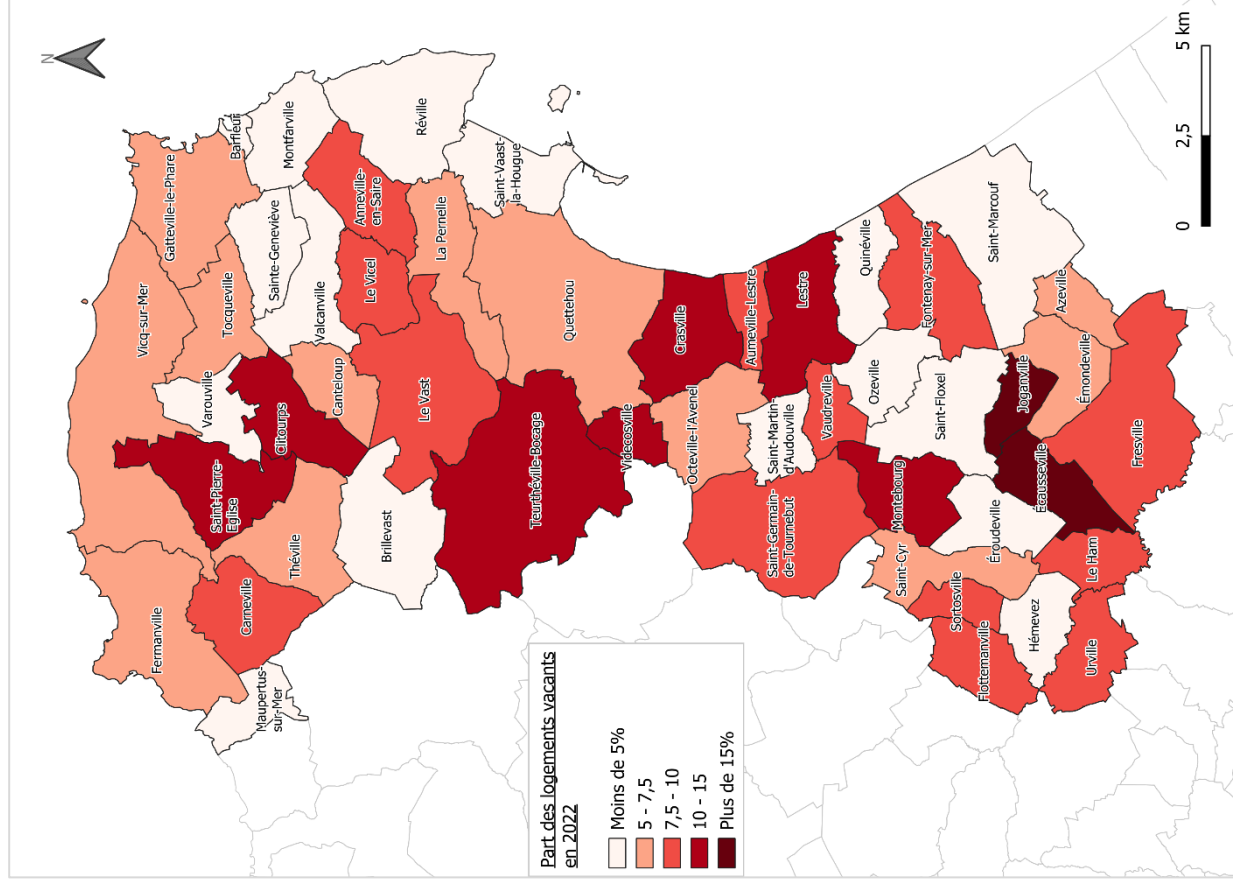 N
Fermanville
Vicq-sur-Mer
Gatteville-le-Phare
Barfleur
Montfarville
Réville
Carneville
Maupertus-
sur-Mer
Théville
Saint-Pierre-
Eglise
Varouville
Tocqueville
Clitourps
Canteloup
Sainte-Geneviève
Valcanville
Anneville-
en-Saire
Le Vicel
La Pernelle
Saint-Vaast-
la-Hougue
Brillevast
Le Vast
Teurthéville-Bocage
Quettehou
Videcosville
Crasville
Octeville-l'Avenel
Aumeville-Lestre
Lestre
Saint-Martin-
d'Audouville
Vaudreville
Saint-Germain-
de-Tournebut
Quinéville
Ozeville
Fontenay-sur-Mer
Saint-Marcouf
Saint-Floxel
Montebourg
Saint-Cyr
Éroudeville
Écausseville
Joganville
Azeville
Émondeville
Fresville
Le Ham
Sortosville
Flottemanville
Hémevez
Urville
Part des logements vacants
en 2022
Moins de 5%
5 - 7,5
7,5 - 10
10 - 15
Plus de 15%
0 2,5 5 km